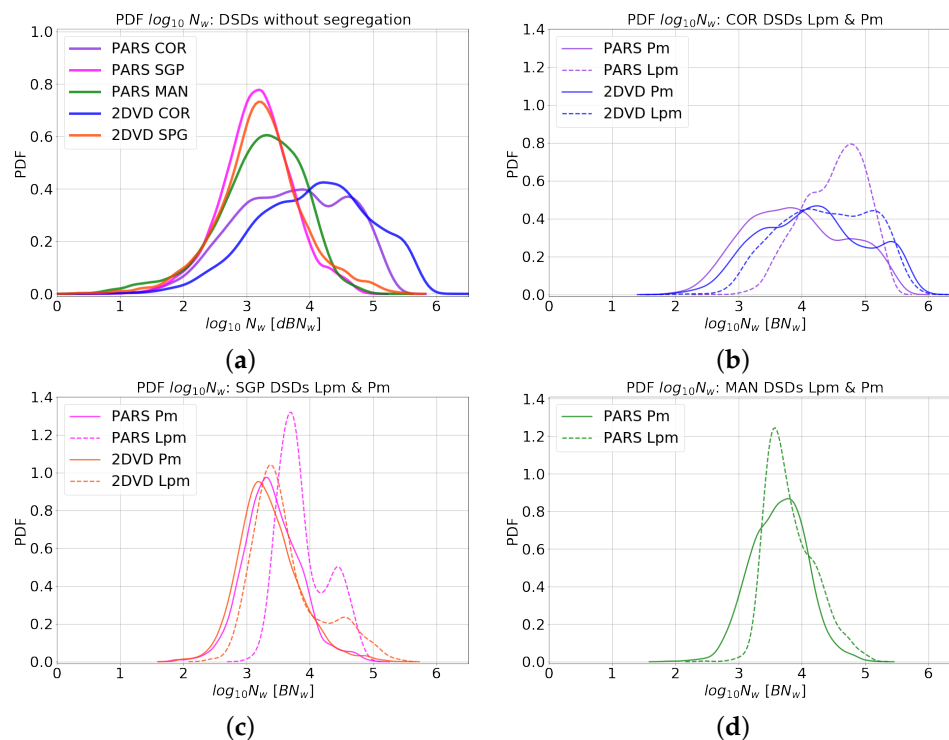 PDF log₁₀ N_w: DSDs without segregation
PDF
1.0
0.8
0.6
0.4
0.2
0.0
PARS COR
PARS SGP
PARS MAN
2DVD COR
2DVD SPG
0 1 2 3 4 5 6
log₁₀ N_w [dBN_w]
(a)
PDF log₁₀N_w: COR DSDs Lpm & Pm
PDF
1.4
1.2
1.0
0.8
0.6
0.4
0.2
0.0
PARS Pm
PARS Lpm
2DVD Pm
2DVD Lpm
0 1 2 3 4 5 6
log₁₀N_w [BN_w]
(b)
PDF log₁₀N_w: SGP DSDs Lpm & Pm
PDF
1.4
1.2
1.0
0.8
0.6
0.4
0.2
0.0
PARS Pm
PARS Lpm
2DVD Pm
2DVD Lpm
0 1 2 3 4 5 6
log₁₀N_w [BN_w]
(c)
PDF log₁₀N_w: MAN DSDs Lpm & Pm
PDF
1.4
1.2
1.0
0.8
0.6
0.4
0.2
0.0
PARS Pm
PARS Lpm
0 1 2 3 4 5 6
log₁₀N_w [BN_w]
(d)